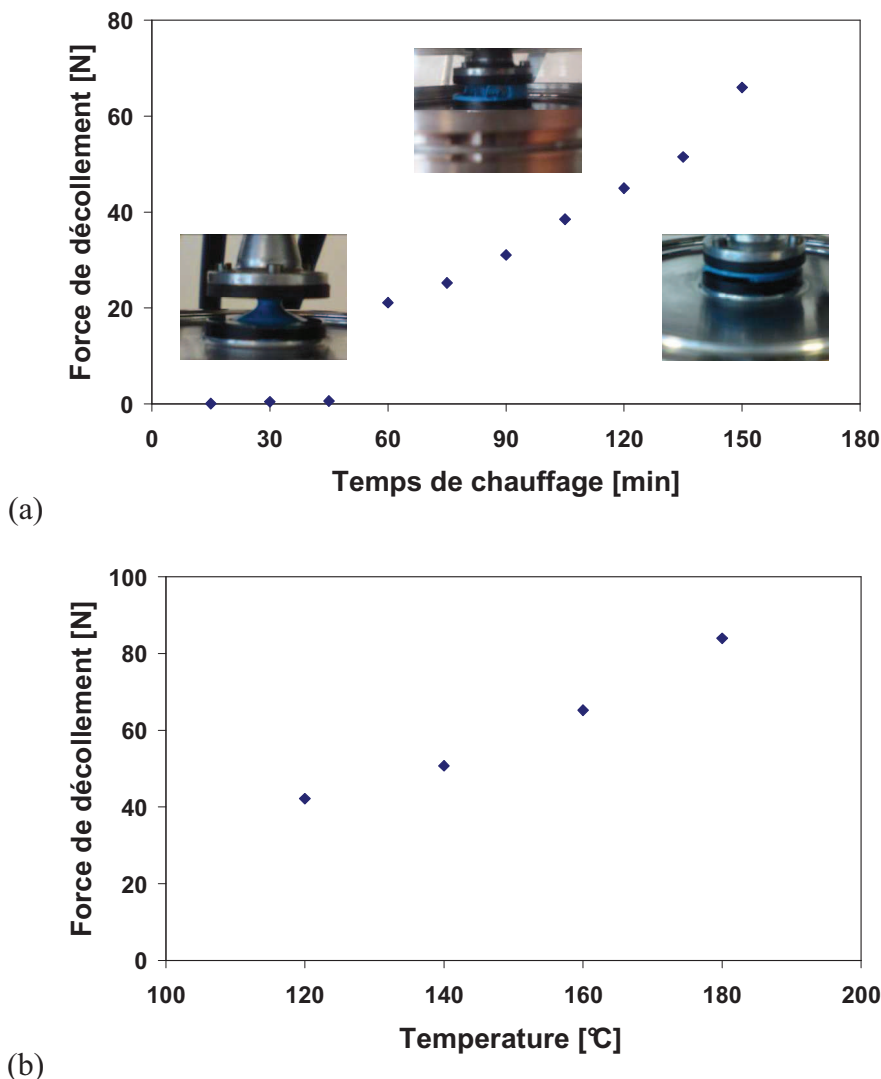 80
60
40
20
0
0 30 60 90 120 150 180
Force de décollement [N]
Temps de chauffage [min]
(a)
100
80
60
40
20
0
100 120 140 160 180 200
Force de décollement [N]
Temperature [°C]
(b)